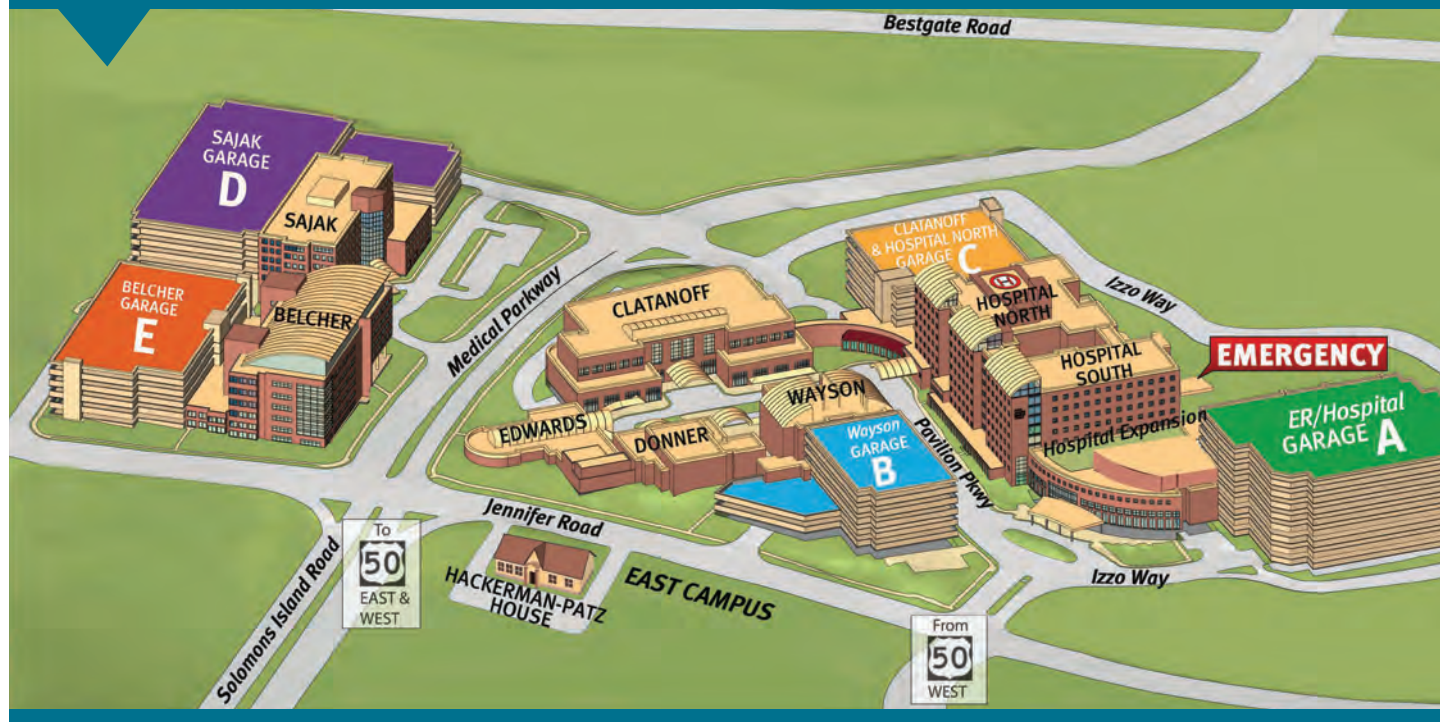 Bestgate Road
SAJAK
GARAGE
D
SAJAK
BELCHER
GARAGE
E
BELCHER
Medical Parkway
CLATANOFF
CLATANOFF
& HOSPITAL NORTH
GARAGE
C
H
HOSPITAL
NORTH
Izzo Way
HOSPITAL
SOUTH
EMERGENCY
EDWARDS
DONNER
WAYSON
Wayson
GARAGE
B
Pavilion Pkwy
Hospital Expansion
ER/Hospital
GARAGE A
Jennifer Road
To
50
EAST &
WEST
Solomons Island Road
HACKERMAN-PATZ
HOUSE
EAST CAMPUS
Izzo Way
From
50
WEST